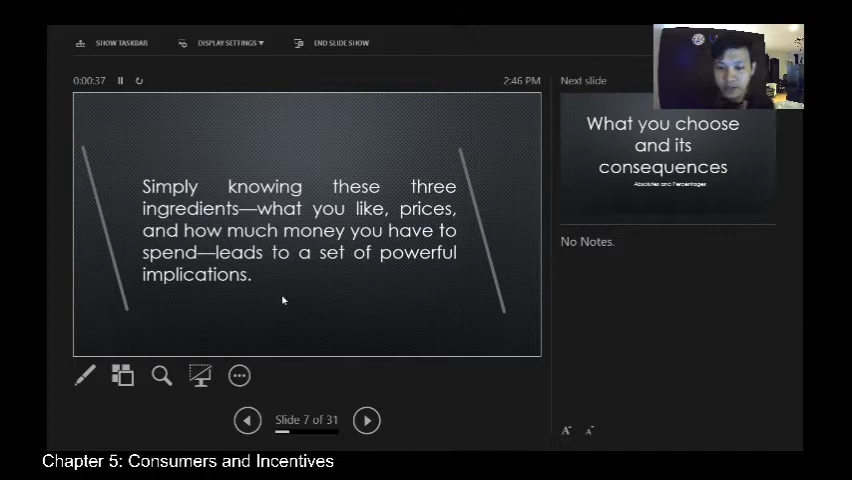 SHOW TASKBAR DISPLAY SETTINGS ▾ END SLIDE SHOW
0:00:37 2:46 PM
Simply knowing these three
ingredients—what you like, prices,
and how much money you have to
spend—leads to a set of powerful
implications.
Slide 7 of 31
Next slide
What you choose
and its
consequences
Absolutes and Percentages
No Notes.
A A
Chapter 5: Consumers and Incentives